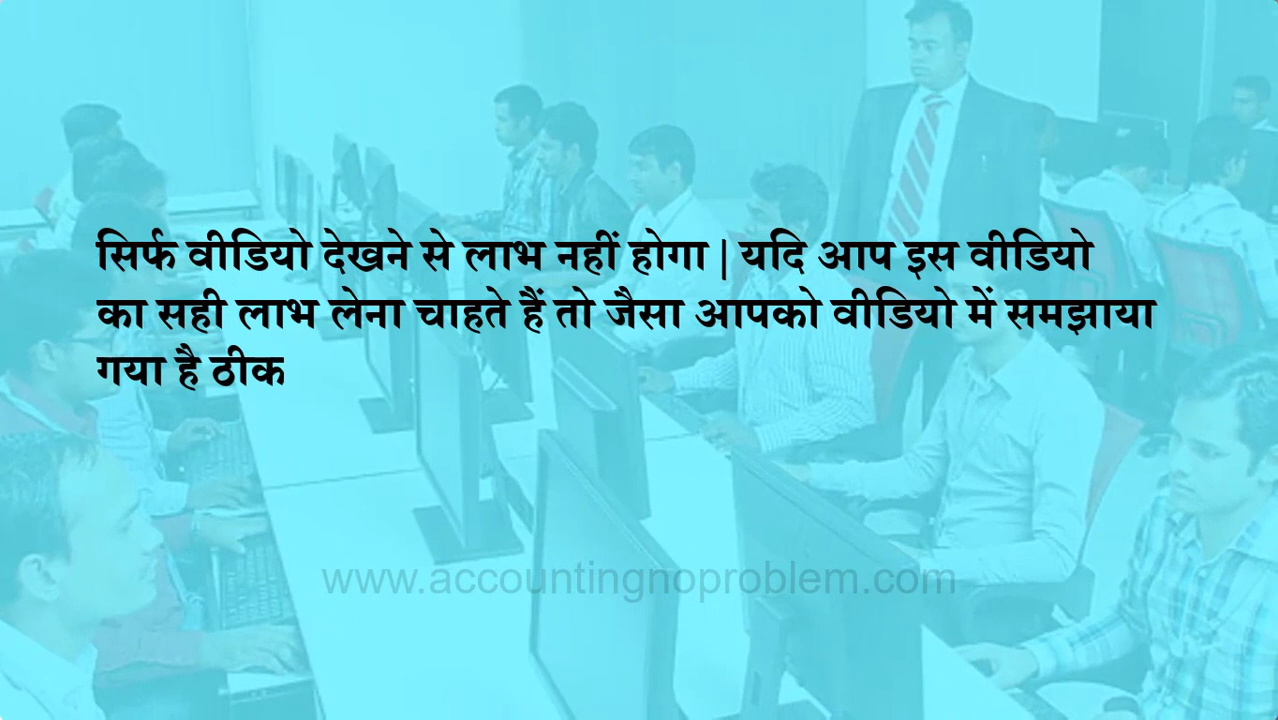 सिर्फ वीडियो देखने से लाभ नहीं होगा | यदि आप इस वीडियो
का सही लाभ लेना चाहते हैं तो जैसा आपको वीडियो में समझाया
गया है ठीक
www.accountingnoproblem.com